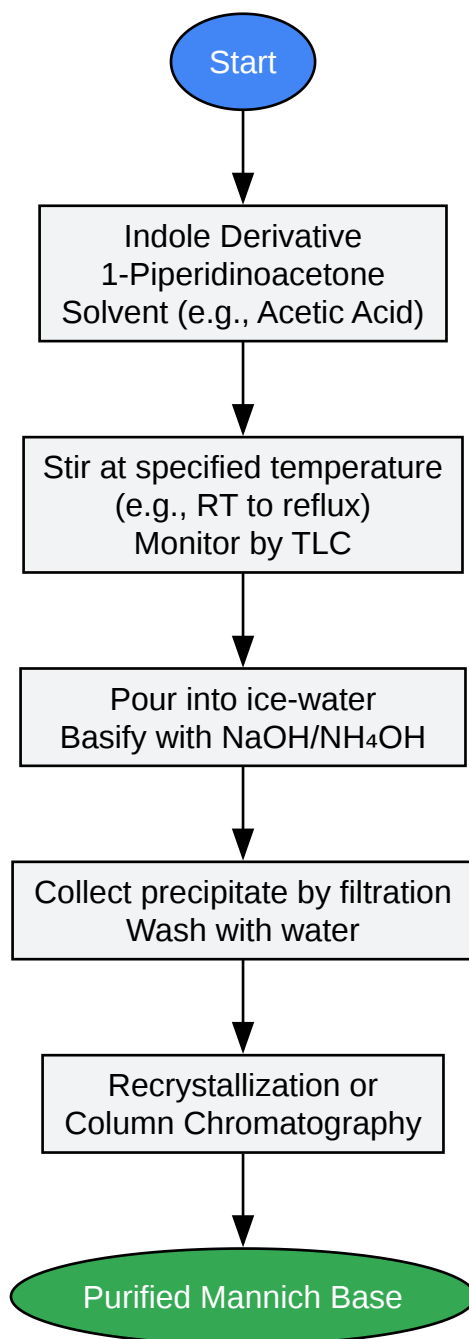 Start
Indole Derivative
1-Piperidinoacetone
Solvent (e.g., Acetic Acid)
Stir at specified temperature
(e.g., RT to reflux)
Monitor by TLC
Pour into ice-water
Basify with NaOH/NH₄OH
Collect precipitate by filtration
Wash with water
Recrystallization or
Column Chromatography
Purified Mannich Base